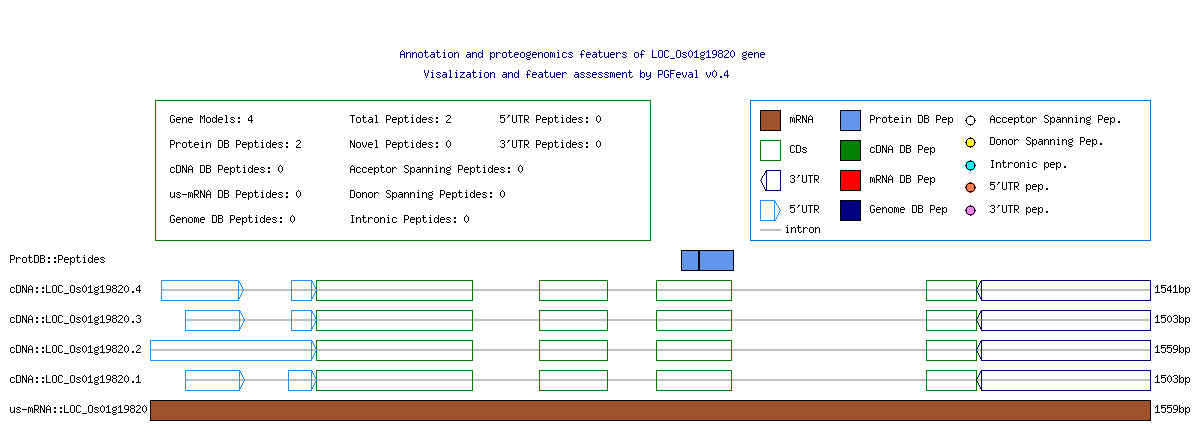 Annotation and proteogenomics featuers of LOC_Os01g19820 gene
Visalization and featuer assessment by PGFeval v0.4
Gene Models: 4
Total Peptides: 2
5'UTR Peptides: 0
Protein DB Peptides: 2
Novel Peptides: 0
3'UTR Peptides: 0
cDNA DB Peptides: 0
Acceptor Spanning Peptides: 0
us-mRNA DB Peptides: 0
Donor Spanning Peptides: 0
Genome DB Peptides: 0
Intronic Peptides: 0
mRNA
Protein DB Pep
Acceptor Spanning Pep.
Donor Spanning Pep.
CDs
cDNA DB Pep
Intronic pep.
3'UTR
mRNA DB Pep
5'UTR pep.
5'UTR
Genome DB Pep
3'UTR pep.
intron
ProtDB::Peptides
cDNA::LOC_Os01g19820.4
1541bp
cDNA::LOC_Os01g19820.3
1503bp
cDNA::LOC_Os01g19820.2
1559bp
cDNA::LOC_Os01g19820.1
1503bp
us-mRNA::LOC_Os01g19820
1559bp